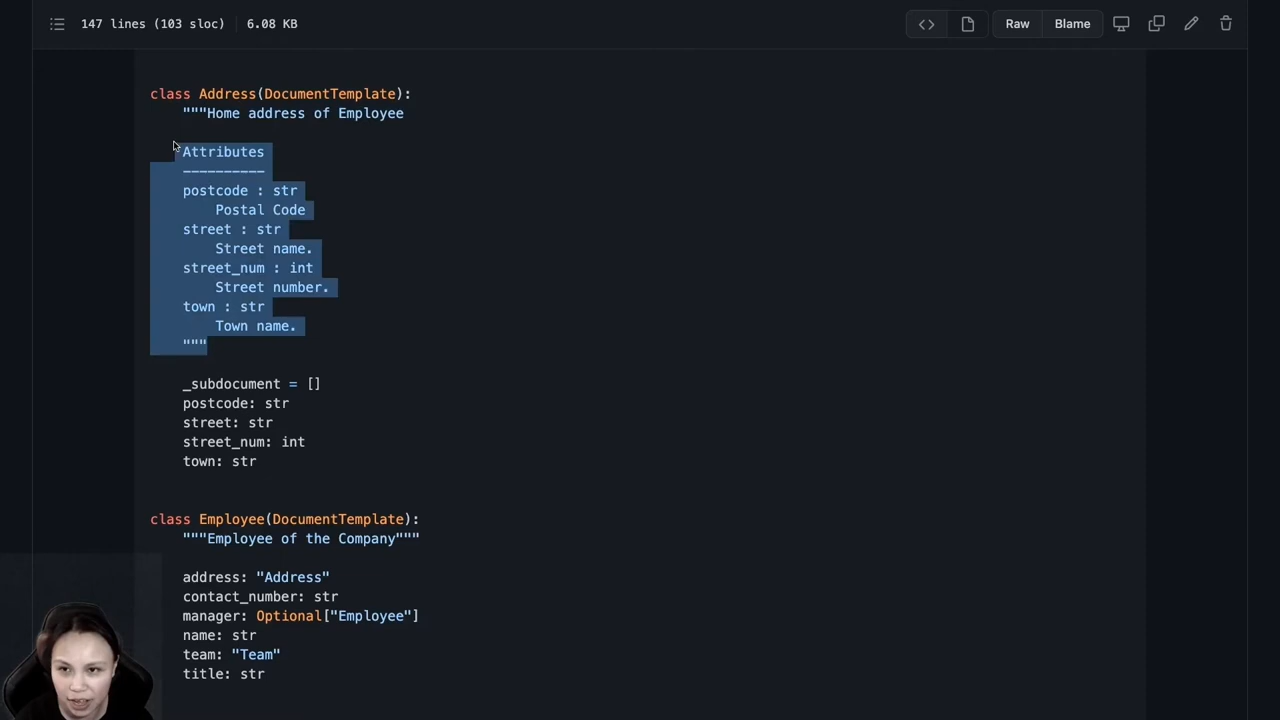 147 lines (103 sloc) 6.08 KB Raw Blame
class Address(DocumentTemplate):
    """Home address of Employee
    Attributes
    ----------
    postcode : str
        Postal Code
    street : str
        Street name.
    street_num : int
        Street number.
    town : str
        Town name.
    """
    _subdocument = []
    postcode: str
    street: str
    street_num: int
    town: str
class Employee(DocumentTemplate):
    """Employee of the Company"""
    address: "Address"
    contact_number: str
    manager: Optional["Employee"]
    name: str
    team: "Team"
    title: str